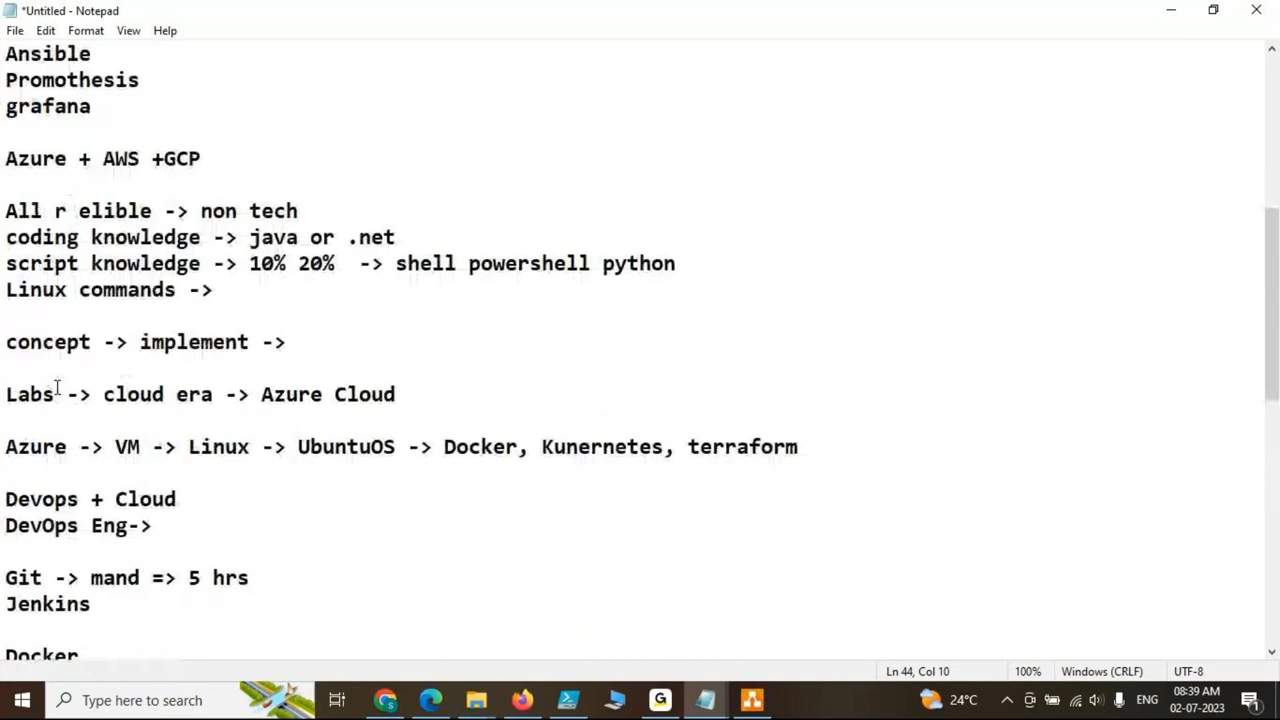 *Untitled - Notepad
File Edit Format View Help
Ansible
Promothesis
grafana
Azure + AWS +GCP
All r elible -> non tech
coding knowledge -> java or .net
script knowledge -> 10% 20%  -> shell powershell python
Linux commands ->
concept -> implement ->
Labs -> cloud era -> Azure Cloud
Azure -> VM -> Linux -> UbuntuOS -> Docker, Kunernetes, terraform
Devops + Cloud
DevOps Eng->
Git -> mand => 5 hrs
Jenkins
Docker
Ln 44, Col 10 100% Windows (CRLF) UTF-8
Type here to search 24°C ENG 08:39 AM
02-07-2023